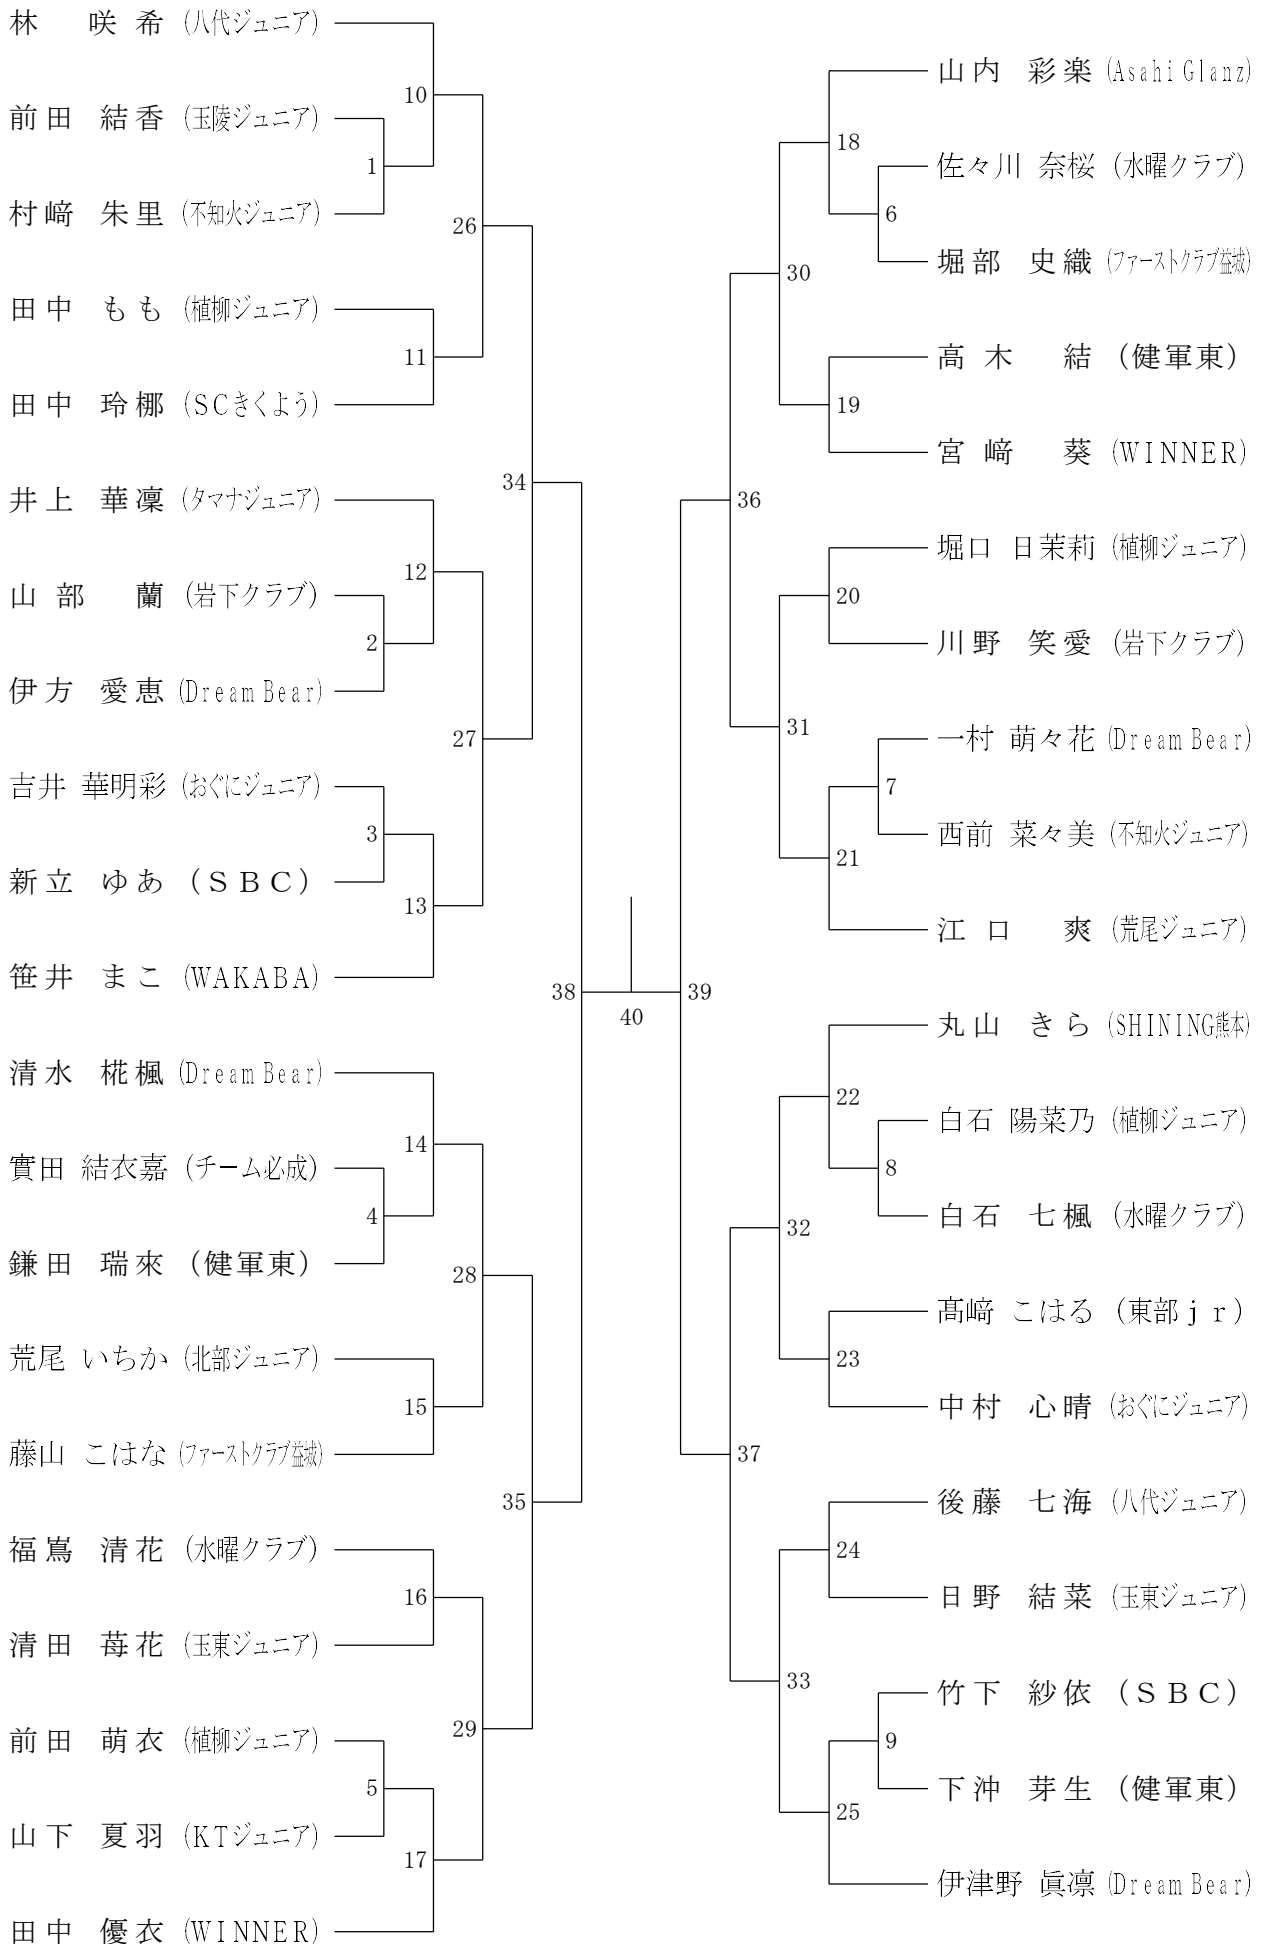 林 咲希 (八代ジュニア)
前田 結香 (玉陵ジュニア)
村﨑 朱里 (不知火ジュニア)
田中 もも (植柳ジュニア)
田中 玲梛 (SCきくよう)
井上 華凜 (タマナジュニア)
山部 蘭 (岩下クラブ)
伊方 愛恵 (Dream Bear)
吉井 華明彩 (おぐにジュニア)
新立 ゆあ (ＳＢＣ)
笹井 まこ (WAKABA)
清水 椛楓 (Dream Bear)
實田 結衣嘉 (チーム必成)
鎌田 瑞來 (健軍東)
荒尾 いちか (北部ジュニア)
藤山 こはな (ファーストクラブ益城)
福嶌 清花 (水曜クラブ)
清田 苺花 (玉東ジュニア)
前田 萌衣 (植柳ジュニア)
山下 夏羽 (KTジュニア)
田中 優衣 (WINNER)
1
2
3
4
5
10
11
12
13
14
15
16
17
26
27
28
29
34
35
38
40
39
36
37
30
31
32
33
18
19
20
21
22
23
24
25
6
7
8
9
山内 彩楽 (Asahi Glanz)
佐々川 奈桜 (水曜クラブ)
堀部 史織 (ファーストクラブ益城)
高木 結 (健軍東)
宮﨑 葵 (WINNER)
堀口 日茉莉 (植柳ジュニア)
川野 笑愛 (岩下クラブ)
一村 萌々花 (Dream Bear)
西前 菜々美 (不知火ジュニア)
江口 爽 (荒尾ジュニア)
丸山 きら (SHINING熊本)
白石 陽菜乃 (植柳ジュニア)
白石 七楓 (水曜クラブ)
髙﨑 こはる (東部ｊｒ)
中村 心晴 (おぐにジュニア)
後藤 七海 (八代ジュニア)
日野 結菜 (玉東ジュニア)
竹下 紗依 (ＳＢＣ)
下沖 芽生 (健軍東)
伊津野 眞凛 (Dream Bear)